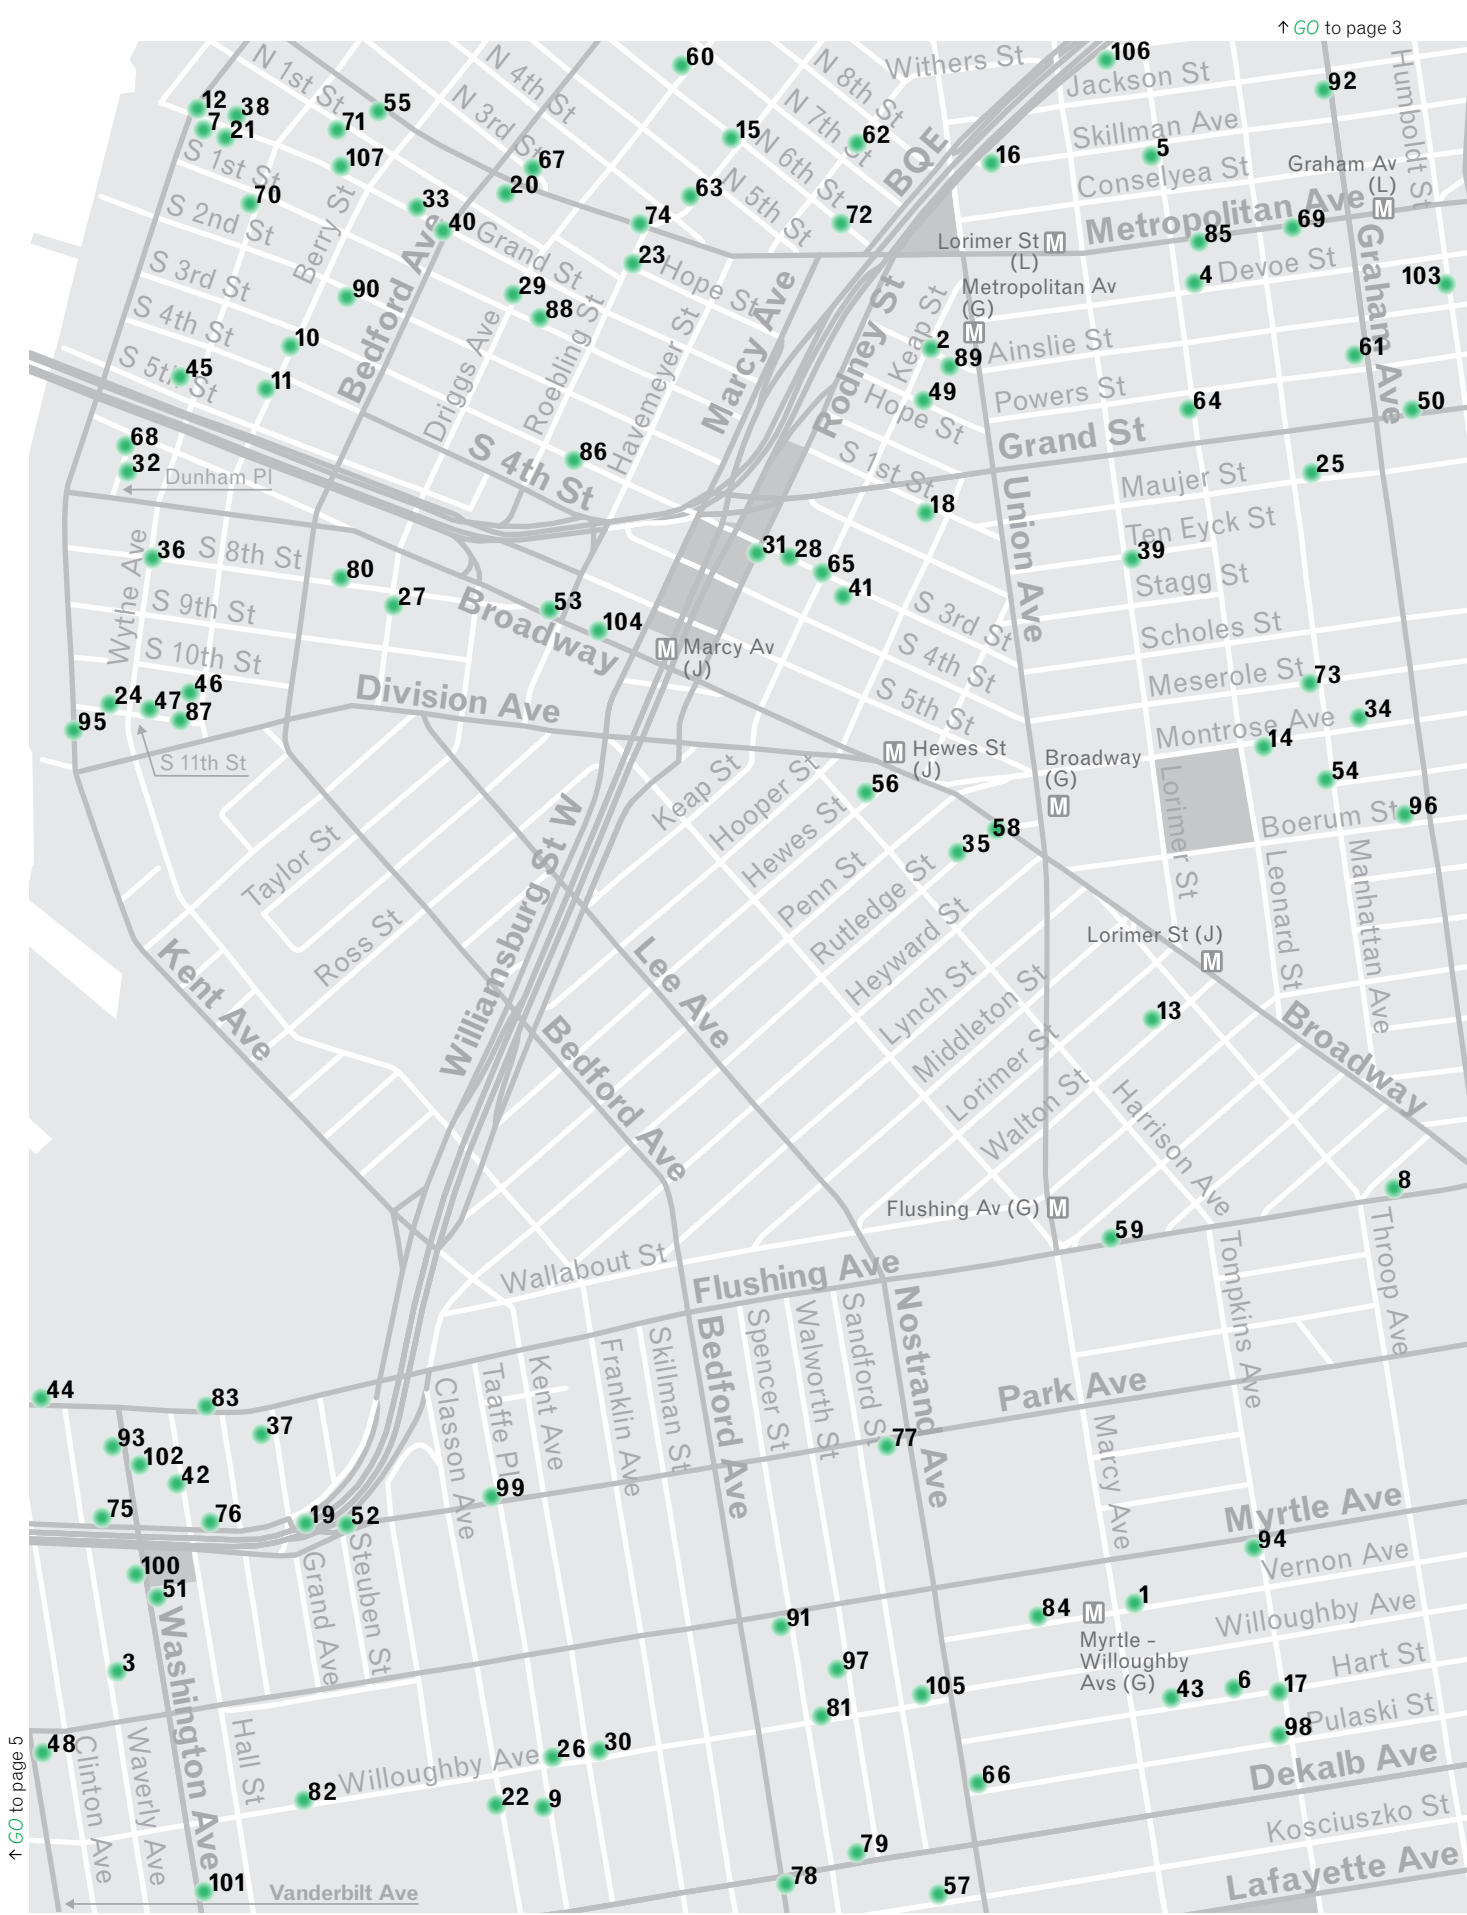 ↑ GO to page 3
106
Withers St
60
N 1st St
N 4th St
N 8th St
Jackson St
92
Humboldt St
12
38
55
N 3rd St
N 7th St
7
21
71
15
62
BQE
Skillman Ave
5
N 6th St
16
Conselyea St
Graham Av
(L)
S 1st St
107
67
20
63
N 5th St
70
33
74
72
Metropolitan Ave
69
S 2nd St
Berry St
40
Grand St
23
Hope St
Lorimer St
(L)
85
Graham Ave
S 3rd St
90
Bedford Ave
29
88
Marcy Ave
Rodney St
Keap St
Metropolitan Av
(G)
4
Devoe St
103
S 4th St
10
Driggs Ave
Roebling St
Havemeyer St
2
89
Ainslie St
61
S 5th St
45
11
49
Hope St
Powers St
64
50
68
32
Dunham Pl
S 4th St
86
S 1st St
Grand St
Maujer St
25
18
Union Ave
Ten Eyck St
36
S 8th St
80
27
31
28
65
41
39
Stagg St
Wythe Ave
S 9th St
Broadway
53
104
S 3rd St
Scholes St
S 10th St
Marcy Av
(J)
S 4th St
Meserole St
73
46
24
47
87
95
Division Ave
S 5th St
Montrose Ave
34
14
S 11th St
Hewes St
(J)
Broadway
(G)
54
56
Keap St
Hooper St
Hewes St
Lorimer St
Boerum St
96
58
35
Taylor St
Williamsburg St W
Penn St
Rutledge St
Leonard St
Manhattan Ave
Ross St
Heyward St
Lorimer St (J)
Kent Ave
Lee Ave
Lynch St
Middleton St
13
Bedford Ave
Lorimer St
Walton St
Broadway
Harrison Ave
8
Flushing Av (G)
59
Wallabout St
Flushing Ave
Tompkins Ave
Throop Ave
Skillman St
Bedford Ave
Spencer St
Walworth St
Sandford St
Nostrand Ave
Franklin Ave
Kent Ave
Taaffe Pl
Classon Ave
Park Ave
44
83
37
93
102
42
Marcy Ave
77
99
75
76
19
52
Myrtle Ave
94
100
51
Grand Ave
Steuben St
Vernon Ave
91
84
1
Willoughby Ave
3
Washington Ave
97
Myrtle -
Willoughby
Avs (G)
Hart St
105
43
6
17
81
Pulaski St
98
48
Clinton Ave
Waverly Ave
Hall St
Willoughby Ave
26
30
Dekalb Ave
82
22
9
66
Kosciuszko St
79
78
57
Lafayette Ave
101
Vanderbilt Ave
↑ GO to page 5